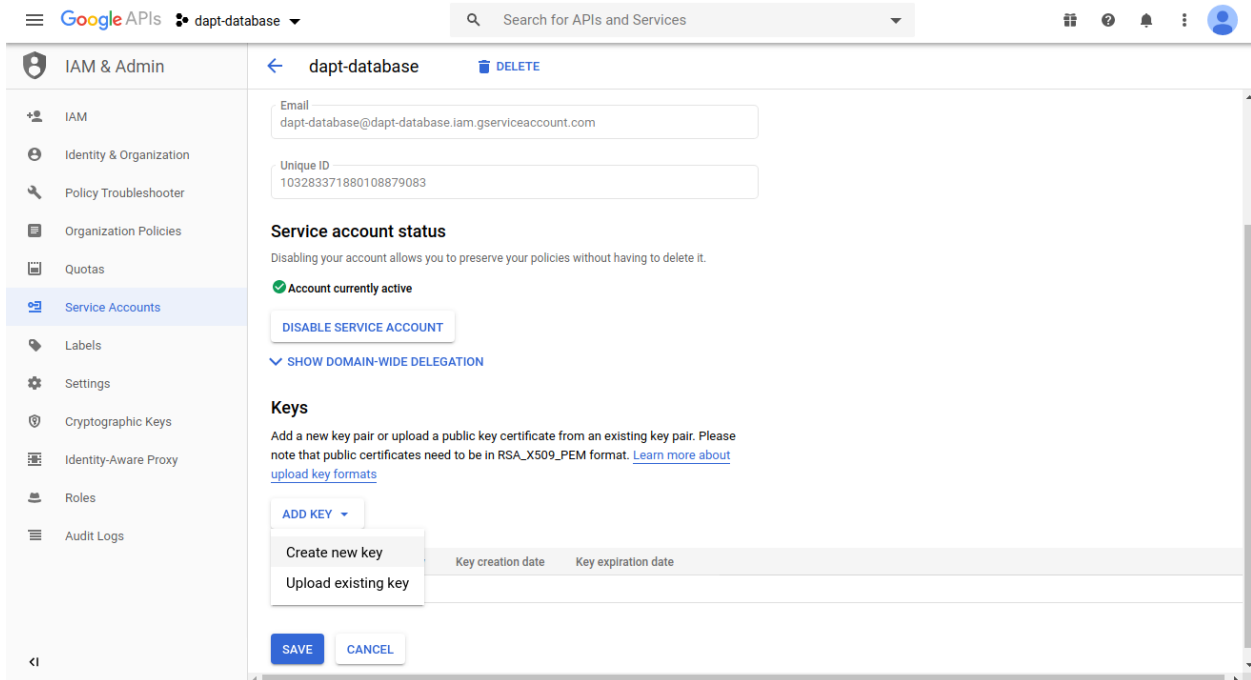 Google APIs dapt-database Search for APIs and Services
IAM & Admin
dapt-database DELETE
IAM
Identity & Organization
Policy Troubleshooter
Organization Policies
Quotas
Service Accounts
Labels
Settings
Cryptographic Keys
Identity-Aware Proxy
Roles
Audit Logs
Email
dapt-database@dapt-database.iam.gserviceaccount.com
Unique ID
103283371880108879083
Service account status
Disabling your account allows you to preserve your policies without having to delete it.
Account currently active
DISABLE SERVICE ACCOUNT
SHOW DOMAIN-WIDE DELEGATION
Keys
Add a new key pair or upload a public key certificate from an existing key pair. Please
note that public certificates need to be in RSA_X509_PEM format. Learn more about
upload key formats
ADD KEY
Create new key
Upload existing key
Key creation date Key expiration date
SAVE CANCEL